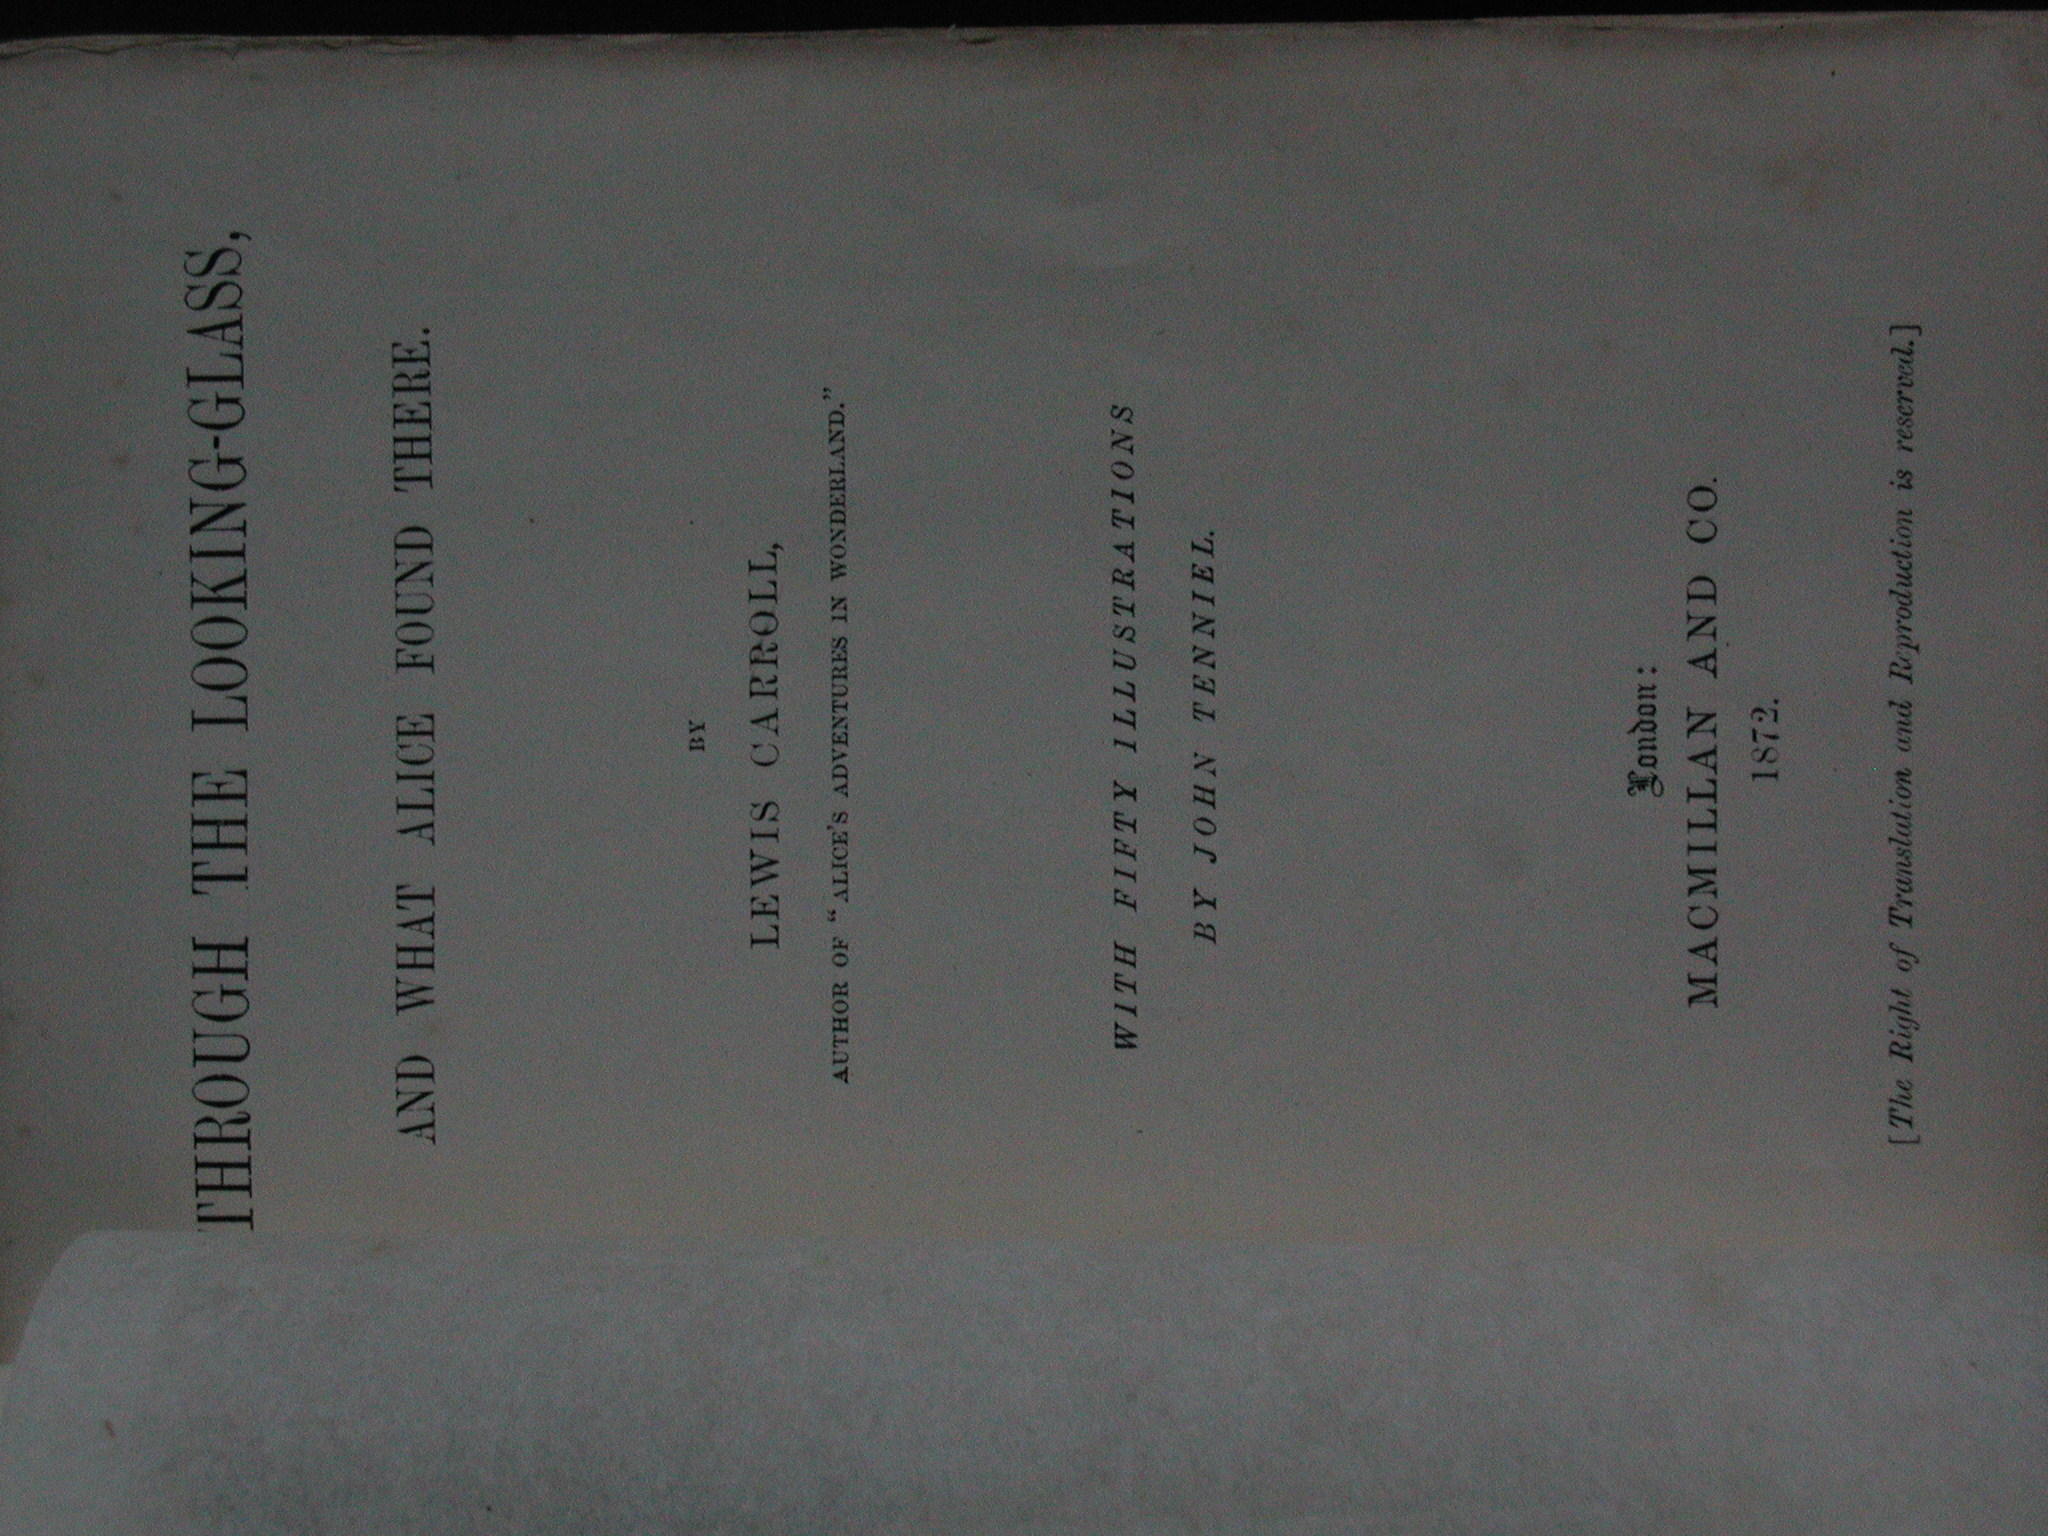 THROUGH THE LOOKING-GLASS,
AND WHAT ALICE FOUND THERE.
BY
LEWIS CARROLL,
AUTHOR OF "ALICE'S ADVENTURES IN WONDERLAND."
WITH FIFTY ILLUSTRATIONS
BY JOHN TENNIEL.
London:
MACMILLAN AND CO.
1872.
[The Right of Translation and Reproduction is reserved.]